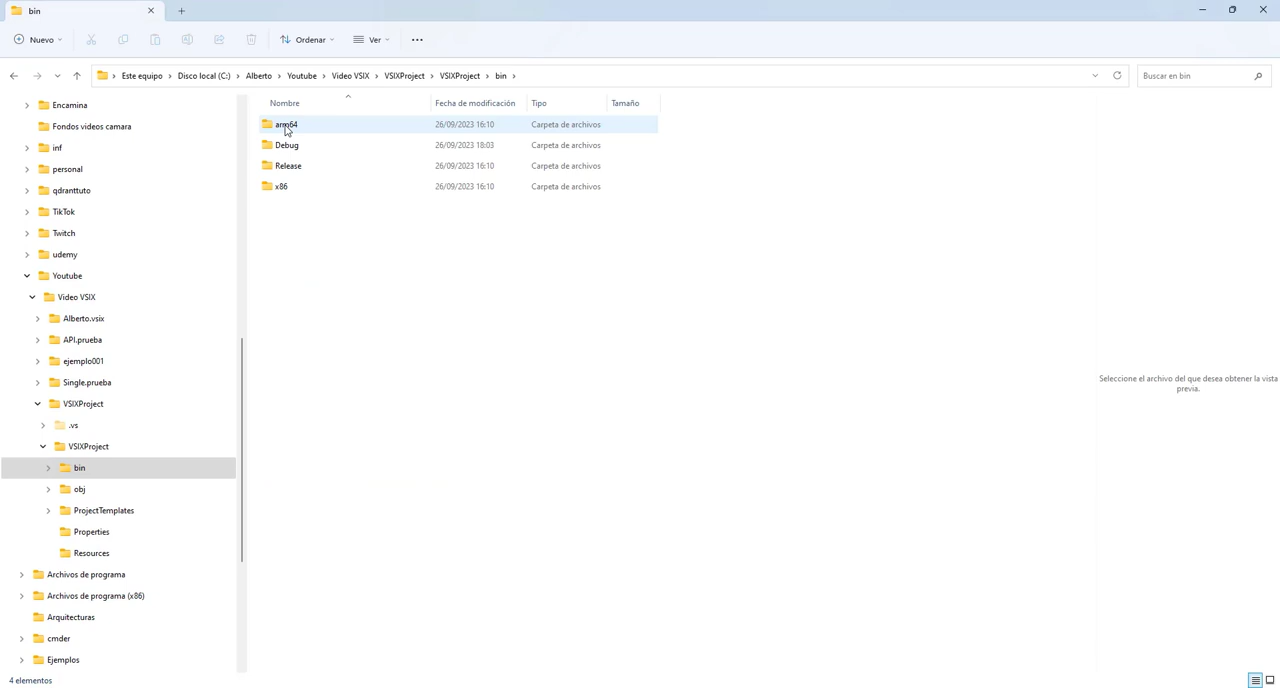 bin
Nuevo
Ordenar
Ver
Este equipo > Disco local (C:) > Alberto > Youtube > Video VSIX > VSIXProject > VSIXProject > bin >
Buscar en bin
Encamina
Fondos videos camara
inf
personal
qdranttuto
TikTok
Twitch
udemy
Youtube
Video VSIX
Alberto.vsix
API.prueba
ejemplo001
Single.prueba
VSIXProject
.vs
VSIXProject
bin
obj
ProjectTemplates
Properties
Resources
Archivos de programa
Archivos de programa (x86)
Arquitecturas
cmder
Ejemplos
Nombre Fecha de modificación Tipo Tamaño
arm64 26/09/2023 16:10 Carpeta de archivos
Debug 26/09/2023 18:03 Carpeta de archivos
Release 26/09/2023 16:10 Carpeta de archivos
x86 26/09/2023 16:10 Carpeta de archivos
Seleccione el archivo del que desea obtener la vista
previa.
4 elementos